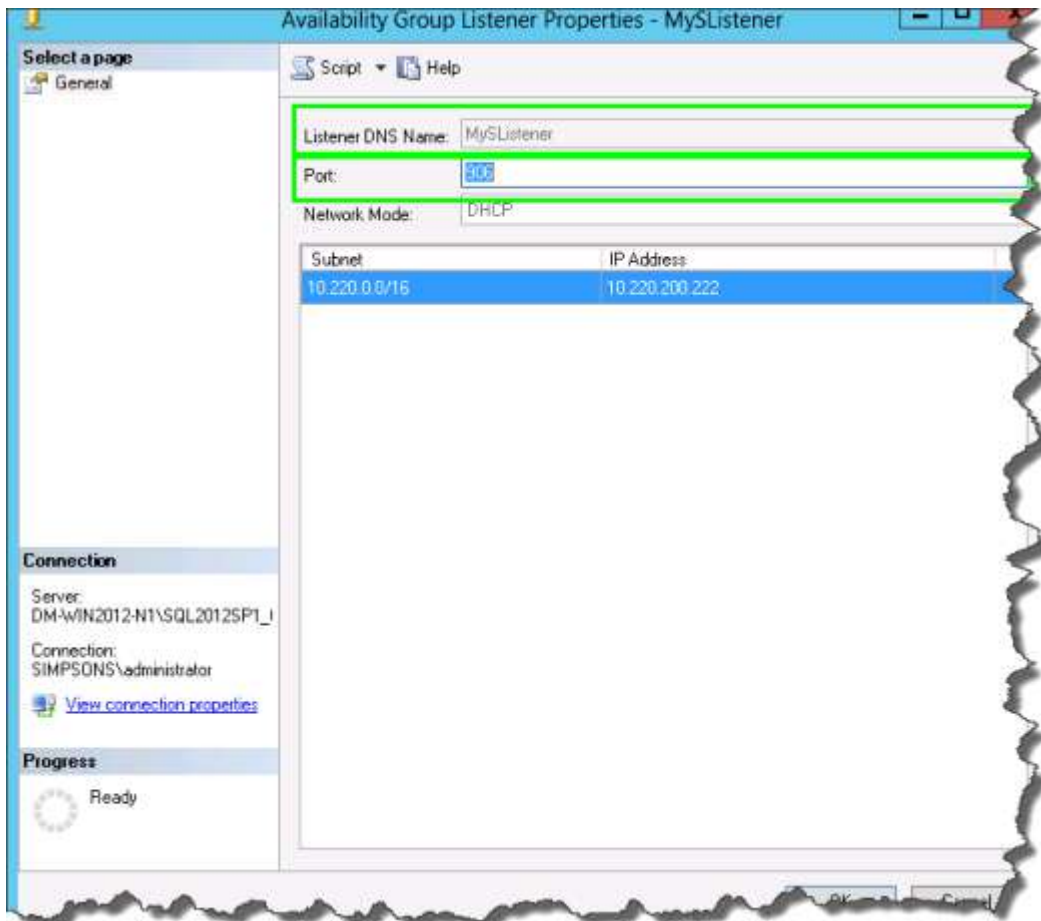 Availability Group Listener Properties - MySListener
Select a page
General
Script Help
Listener DNS Name: MySListener
Port: 906
Network Mode: DHCP
Subnet IP Address
10.220.0.0/16 10.220.200.222
Connection
Server:
DM-WIN2012-N1\SQL2012SP1_
Connection:
SIMPSONS\administrator
View connection properties
Progress
Ready
OK